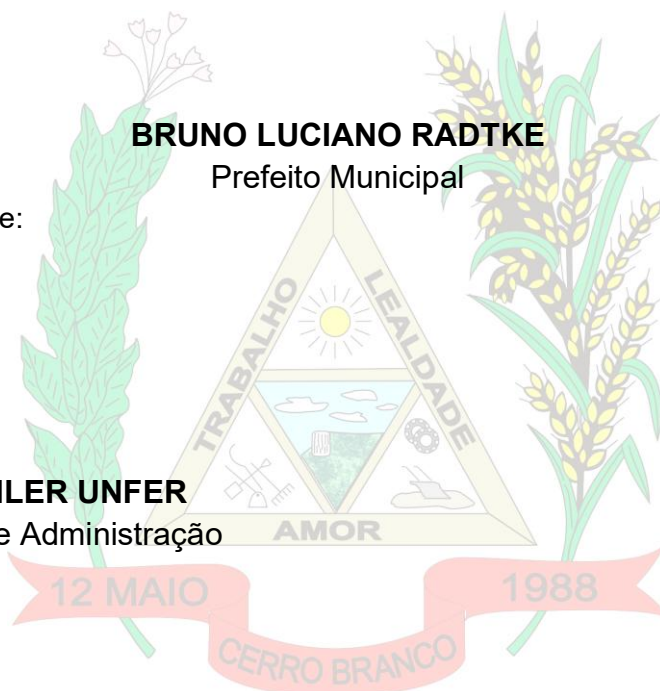 BRUNO LUCIANO RADTKE
Prefeito Municipal
e:
TRABALHO
LEALDADE
ILER UNFER
e Administração
AMOR
12 MAIO
1988
CERRO BRANCO